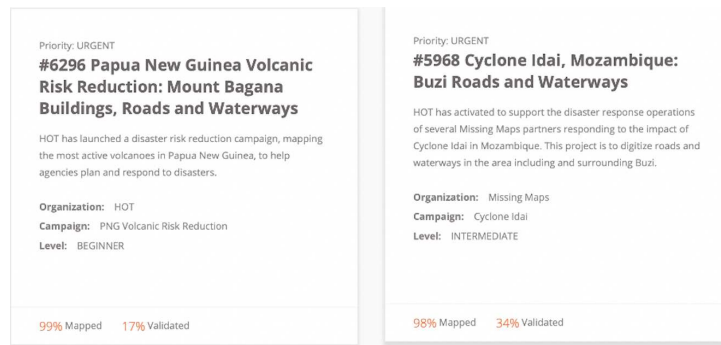 Priority: URGENT
#6296 Papua New Guinea Volcanic
Risk Reduction: Mount Bagana
Buildings, Roads and Waterways
HOT has launched a disaster risk reduction campaign, mapping
the most active volcanoes in Papua New Guinea, to help
agencies plan and respond to disasters.
Organization: HOT
Campaign: PNG Volcanic Risk Reduction
Level: BEGINNER
99% Mapped 17% Validated
Priority: URGENT
#5968 Cyclone Idai, Mozambique:
Buzi Roads and Waterways
HOT has activated to support the disaster response operations
of several Missing Maps partners responding to the impact of
Cyclone Idai in Mozambique. This project is to digitize roads and
waterways in the area including and surrounding Buzi.
Organization: Missing Maps
Campaign: Cyclone Idai
Level: INTERMEDIATE
98% Mapped 34% Validated